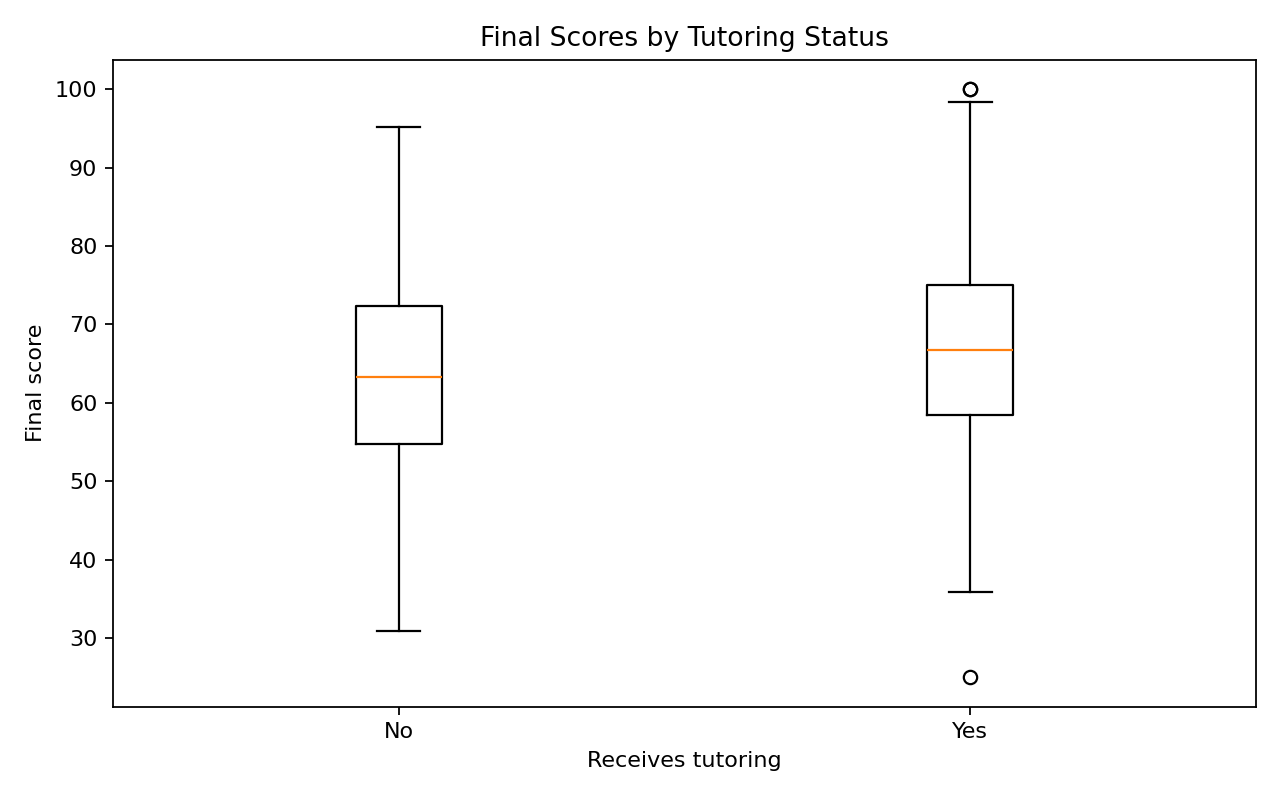 Final Scores by Tutoring Status
100
90
80
70
60
50
40
30
Final score
No
Yes
Receives tutoring